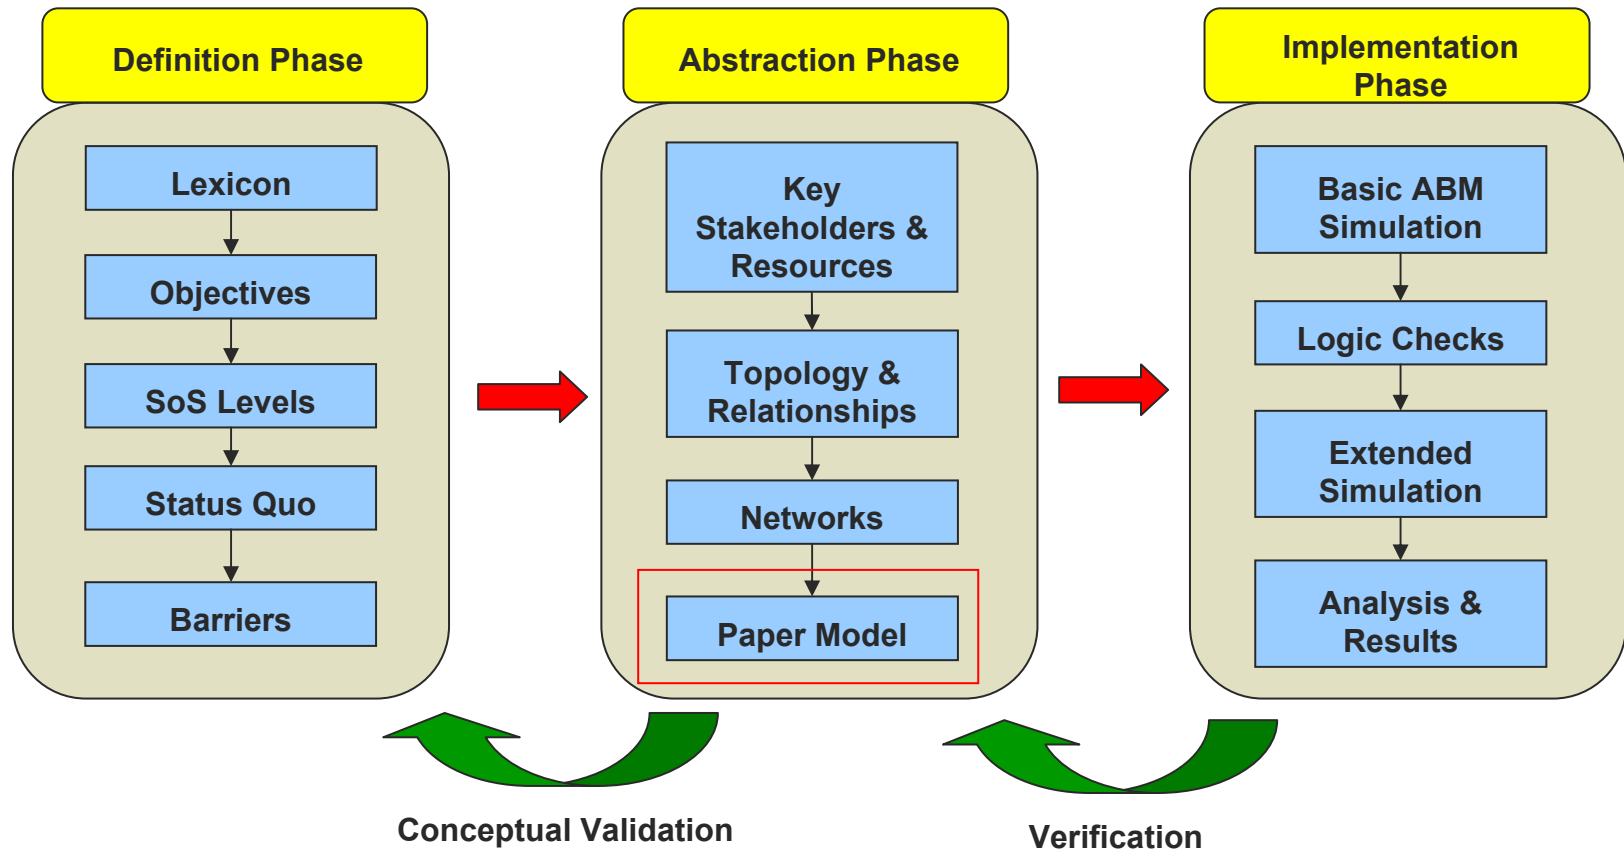 Definition Phase
Lexicon
Objectives
SoS Levels
Status Quo
Barriers
Abstraction Phase
Key
Stakeholders &
Resources
Topology &
Relationships
Networks
Paper Model
Implementation
Phase
Basic ABM
Simulation
Logic Checks
Extended
Simulation
Analysis &
Results
Conceptual Validation
Verification